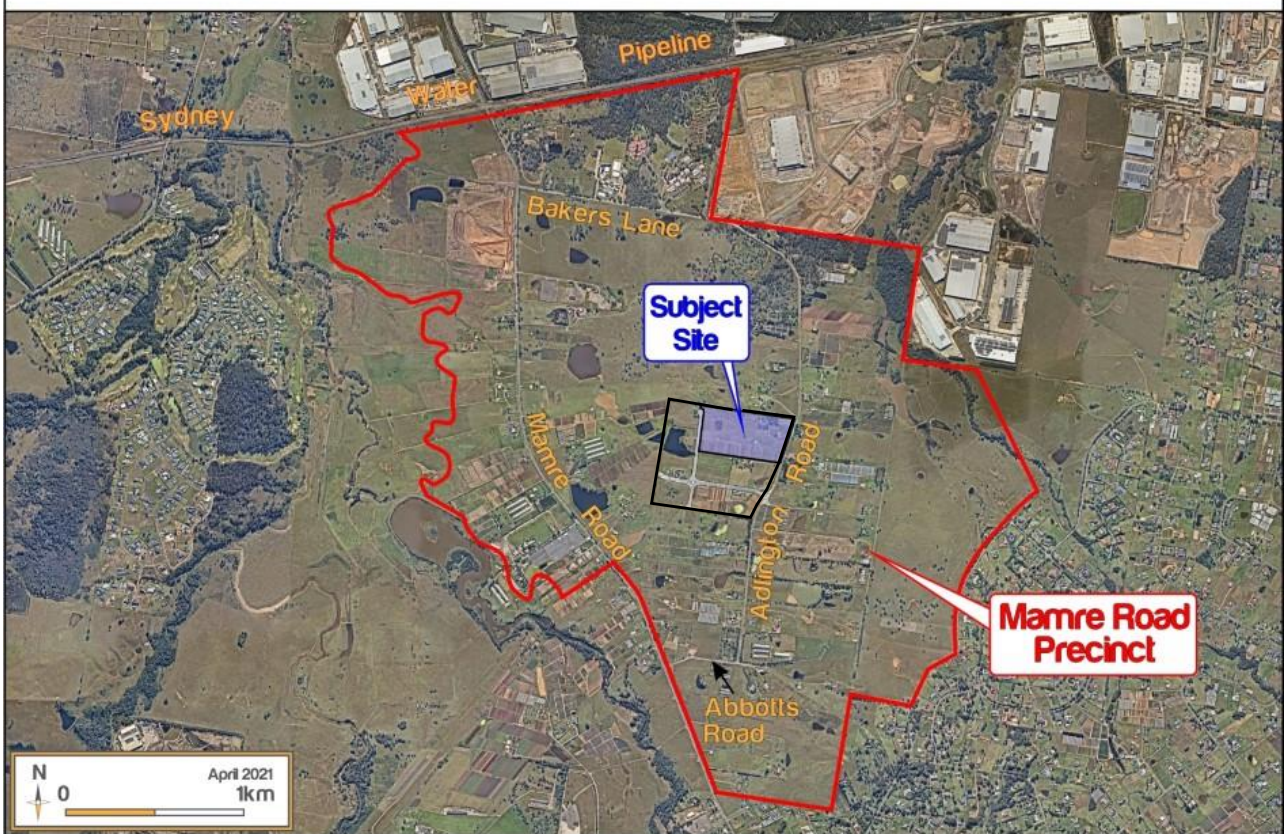 Sydney Water Pipeline
Bakers Lane
Subject
Site
Mamre Road
Adlington Road
Mamre Road
Precinct
Abbotts
Road
N
0
April 2021
1km